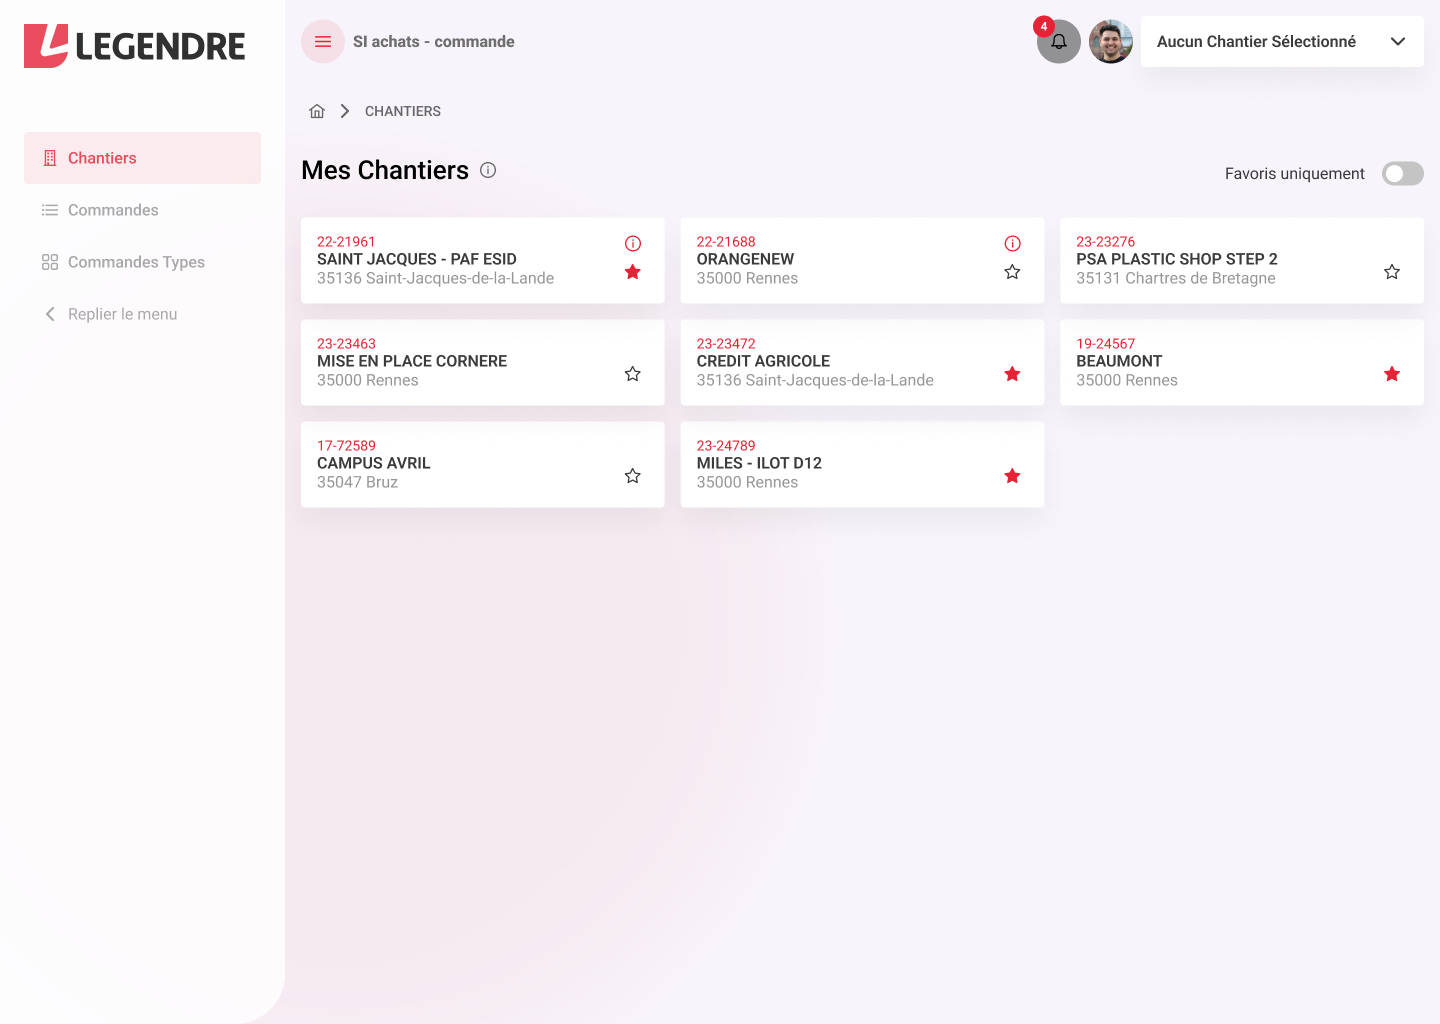 LEGENDRE
SI achats - commande
4
Aucun Chantier Sélectionné
CHANTIERS
Chantiers
Commandes
Commandes Types
Replier le menu
Mes Chantiers
Favoris uniquement
22-21961
SAINT JACQUES - PAF ESID
35136 Saint-Jacques-de-la-Lande
22-21688
ORANGENEW
35000 Rennes
23-23276
PSA PLASTIC SHOP STEP 2
35131 Chartres de Bretagne
23-23463
MISE EN PLACE CORNERE
35000 Rennes
23-23472
CREDIT AGRICOLE
35136 Saint-Jacques-de-la-Lande
19-24567
BEAUMONT
35000 Rennes
17-72589
CAMPUS AVRIL
35047 Bruz
23-24789
MILES - ILOT D12
35000 Rennes